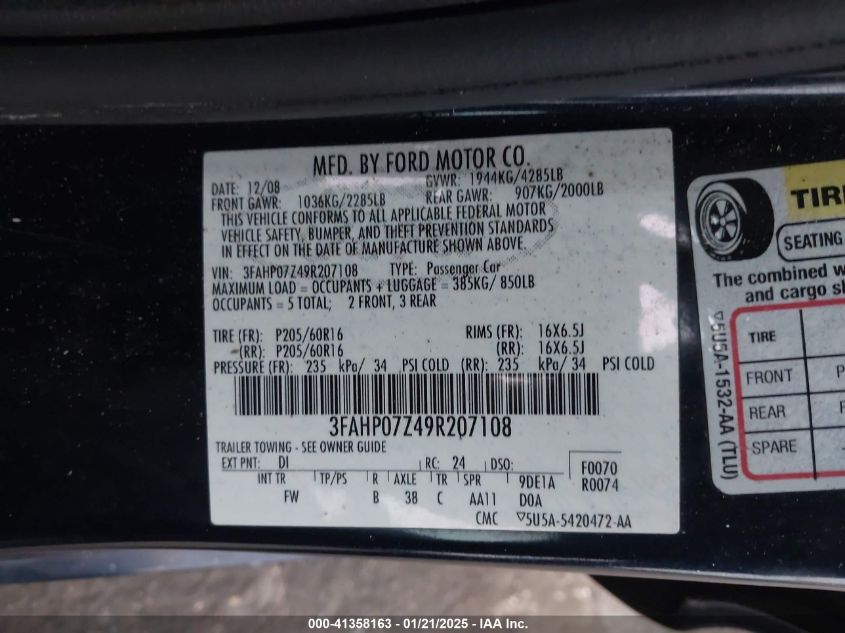 MFD. BY FORD MOTOR CO.
DATE: 12/08 GVWR: 1944KG/4285LB
FRONT GAWR: 1036KG/2285LB REAR GAWR: 907KG/2000LB
THIS VEHICLE CONFORMS TO ALL APPLICABLE FEDERAL MOTOR
VEHICLE SAFETY, BUMPER, AND THEFT PREVENTION STANDARDS
IN EFFECT ON THE DATE OF MANUFACTURE SHOWN ABOVE.
VIN: 3FAHP07Z49R207108 TYPE: Passenger Car
MAXIMUM LOAD = OCCUPANTS + LUGGAGE = 385KG/ 850LB
OCCUPANTS = 5 TOTAL; 2 FRONT, 3 REAR
TIRE (FR): P205/60R16 RIMS (FR): 16X6.5J
(RR): P205/60R16 (RR): 16X6.5J
PRESSURE (FR): 235 kPa/ 34 PSI COLD (RR): 235 kPa/ 34 PSI COLD
3FAHP07Z49R207108
TRAILER TOWING - SEE OWNER GUIDE
EXT PNT: DI RC: 24 DSO: F0070
INT TR TP/PS R AXLE TR SPR 9DE1A R0074
FW B 38 C AA11 D0A
CMC ▽5U5A-5420472-AA
TIRE
SEATING
The combined w
and cargo sh
TIRE
FRONT P
REAR P
SPARE
▽5U5A-1532-AA (TLU)
000-41358163 - 01/21/2025 - IAA Inc.